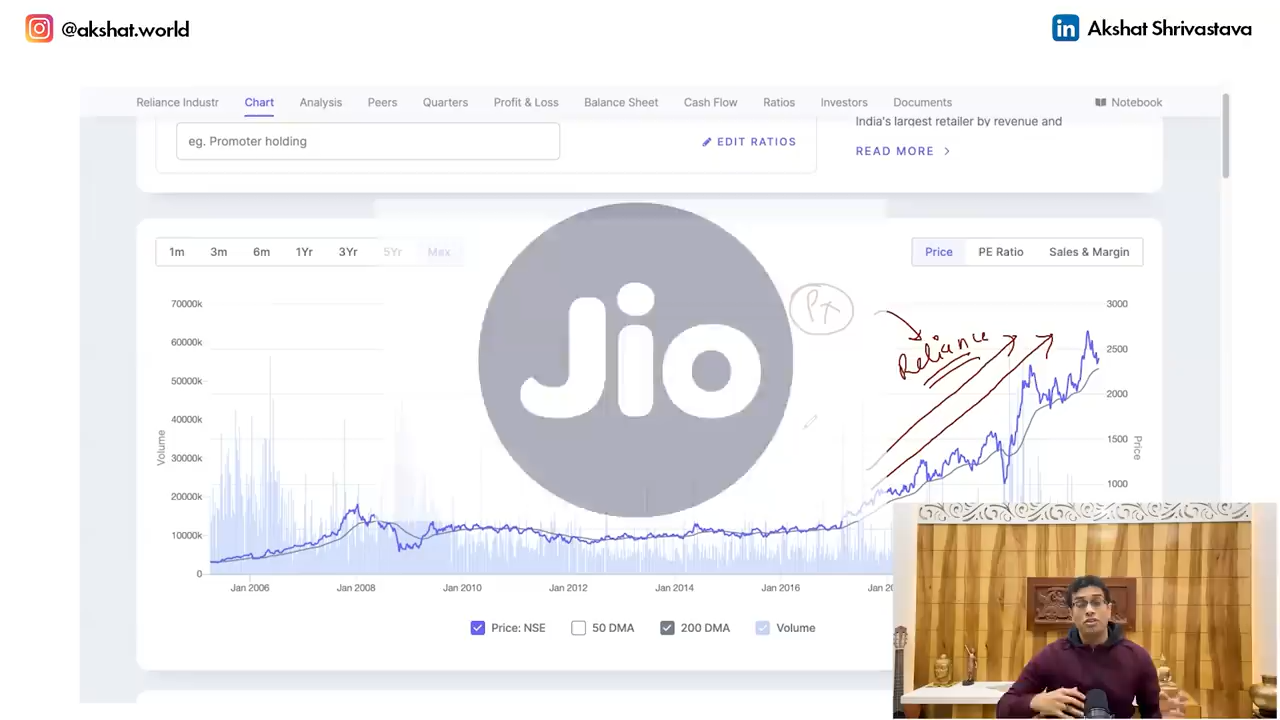 @akshat.world
in Akshat Shrivastava
Reliance Industr Chart Analysis Peers Quarters Profit & Loss Balance Sheet Cash Flow Ratios Investors Documents Notebook
India's largest retailer by revenue and
eg. Promoter holding
EDIT RATIOS
READ MORE
1m 3m 6m 1Yr 3Yr 5Yr Max
Price PE Ratio Sales & Margin
Jio
Reliance
70000k
60000k
50000k
40000k
30000k
20000k
10000k
0
Volume
3000
2500
2000
1500
1000
Price
Jan 2006 Jan 2008 Jan 2010 Jan 2012 Jan 2014 Jan 2016 Jan 20
Price: NSE 50 DMA 200 DMA Volume